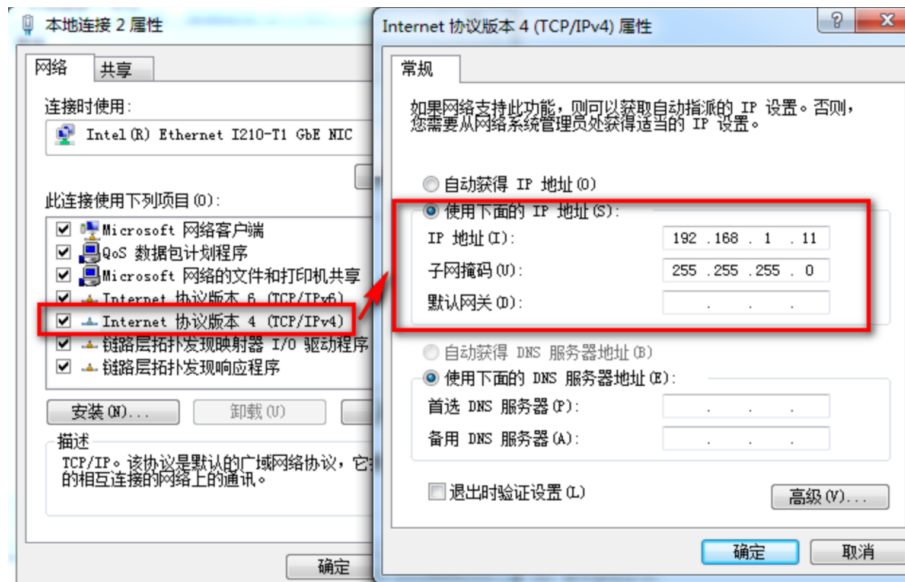 本地连接 2 属性
网络
共享
连接时使用:
Intel(R) Ethernet I210-T1 GbE NIC
此连接使用下列项目(O):
Microsoft 网络客户端
QoS 数据包计划程序
Microsoft 网络的文件和打印机共享
Internet 协议版本 6 (TCP/IPv6)
Internet 协议版本 4 (TCP/IPv4)
链路层拓扑发现映射器 I/O 驱动程序
链路层拓扑发现响应程序
安装(N)...
卸载(U)
描述
TCP/IP。该协议是默认的广域网络协议，它
的相互连接的网络上的通讯。
确定
Internet 协议版本 4 (TCP/IPv4) 属性
常规
如果网络支持此功能，则可以获取自动指派的 IP 设置。否则，
您需要从网络系统管理员处获得适当的 IP 设置。
自动获得 IP 地址(O)
使用下面的 IP 地址(S):
IP 地址(I): 192 . 168 . 1 . 11
子网掩码(U): 255 . 255 . 255 . 0
默认网关(D): . . .
自动获得 DNS 服务器地址(B)
使用下面的 DNS 服务器地址(E):
首选 DNS 服务器(P): . . .
备用 DNS 服务器(A): . . .
退出时验证设置(L)
高级(V)...
确定
取消